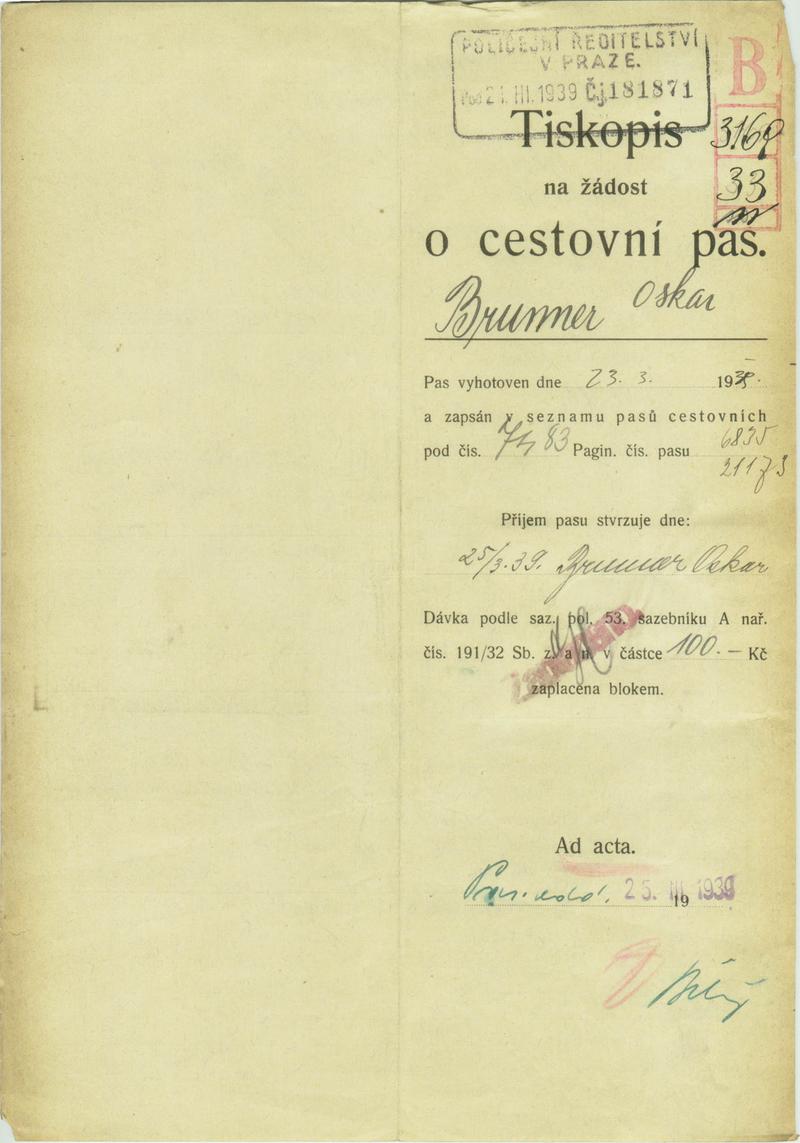 POLICEJNÍ ŘEDITELSTVÍ
V PRAZE.
21. III. 1939 Čj. 181871
B
Tiskopis
3169
na žádost
33
o cestovní pas.
Brunner Oskar
Pas vyhotoven dne 23. 3. 1939.
a zapsán v seznamu pasů cestovních
pod čís. 7483 Pagin. čís. pasu 6835
21173
Příjem pasu stvrzuje dne:
25/3.39. Brunner Oskar
Dávka podle saz. pol. 53. sazebníku A nař.
čís. 191/32 Sb. z. a n. v částce 100.— Kč
zaplacena blokem.
Ad acta.
25. III. 1939
19